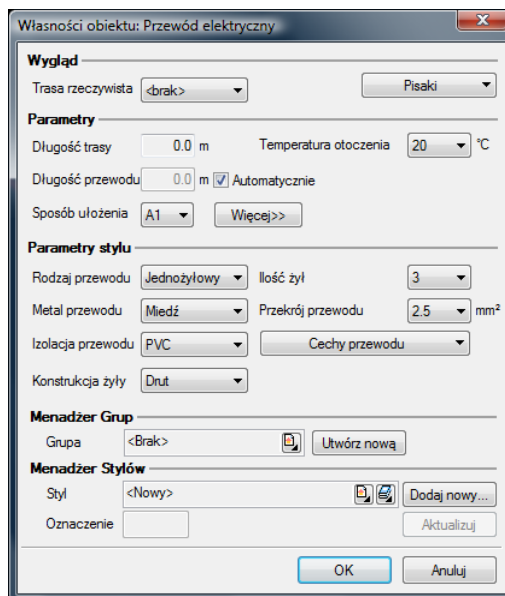 Własności obiektu: Przewód elektryczny
Wygląd
Trasa rzeczywista <brak> Pisaki
Parametry
Długość trasy 0.0 m Temperatura otoczenia 20 °C
Długość przewodu 0.0 m Automatycznie
Sposób ułożenia A1 Więcej>>
Parametry stylu
Rodzaj przewodu Jednożyłowy Ilość żył 3
Metal przewodu Miedź Przekrój przewodu 2.5 mm²
Izolacja przewodu PVC Cechy przewodu
Konstrukcja żyły Drut
Menadżer Grup
Grupa <Brak> Utwórz nową
Menadżer Stylów
Styl <Nowy> Dodaj nowy...
Oznaczenie Aktualizuj
OK Anuluj